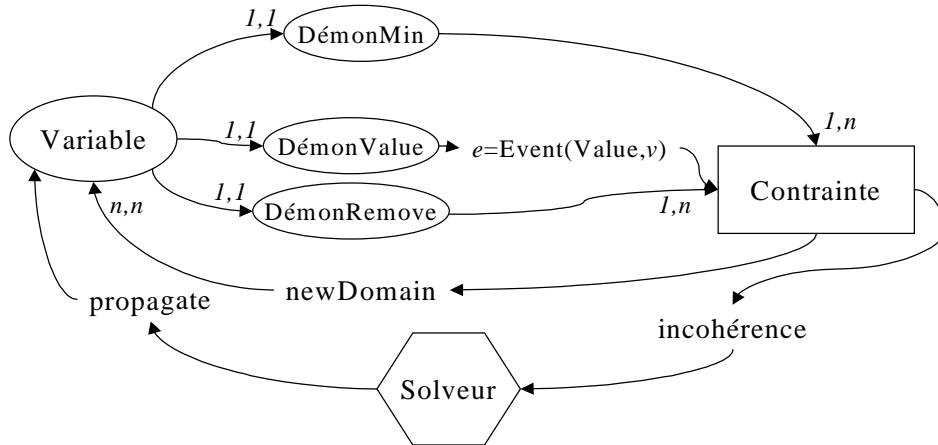 1,1
DémonMin
Variable
1,1
DémonValue
e=Event(Value,v)
1,n
Contrainte
1,1
DémonRemove
1,n
n,n
newDomain
propagate
incohérence
Solveur